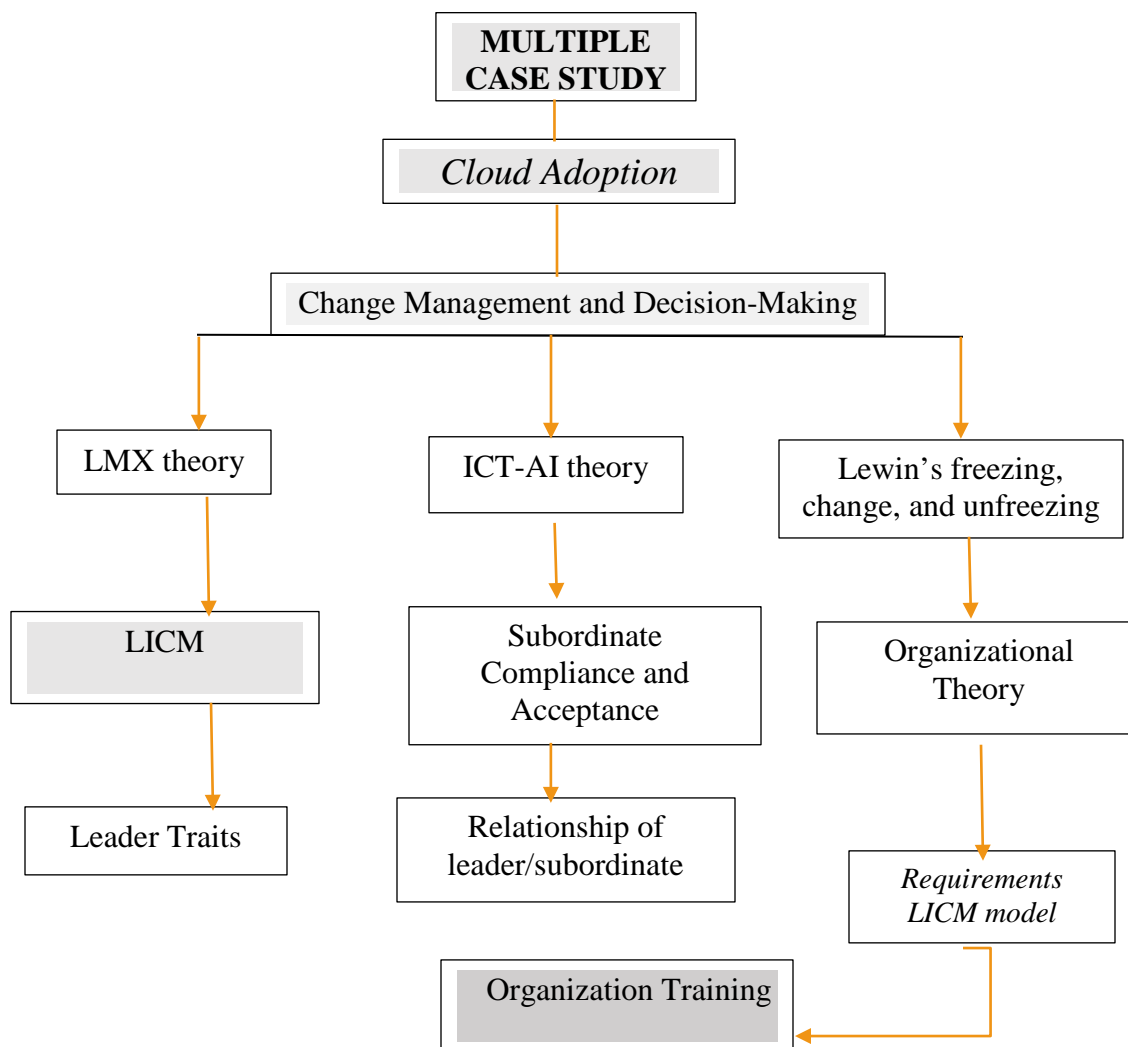 MULTIPLE
CASE STUDY
Cloud Adoption
Change Management and Decision-Making
LMX theory
ICT-AI theory
Lewin’s freezing,
change, and unfreezing
LICM
Subordinate
Compliance and
Acceptance
Organizational
Theory
Leader Traits
Relationship of
leader/subordinate
Requirements
LICM model
Organization Training